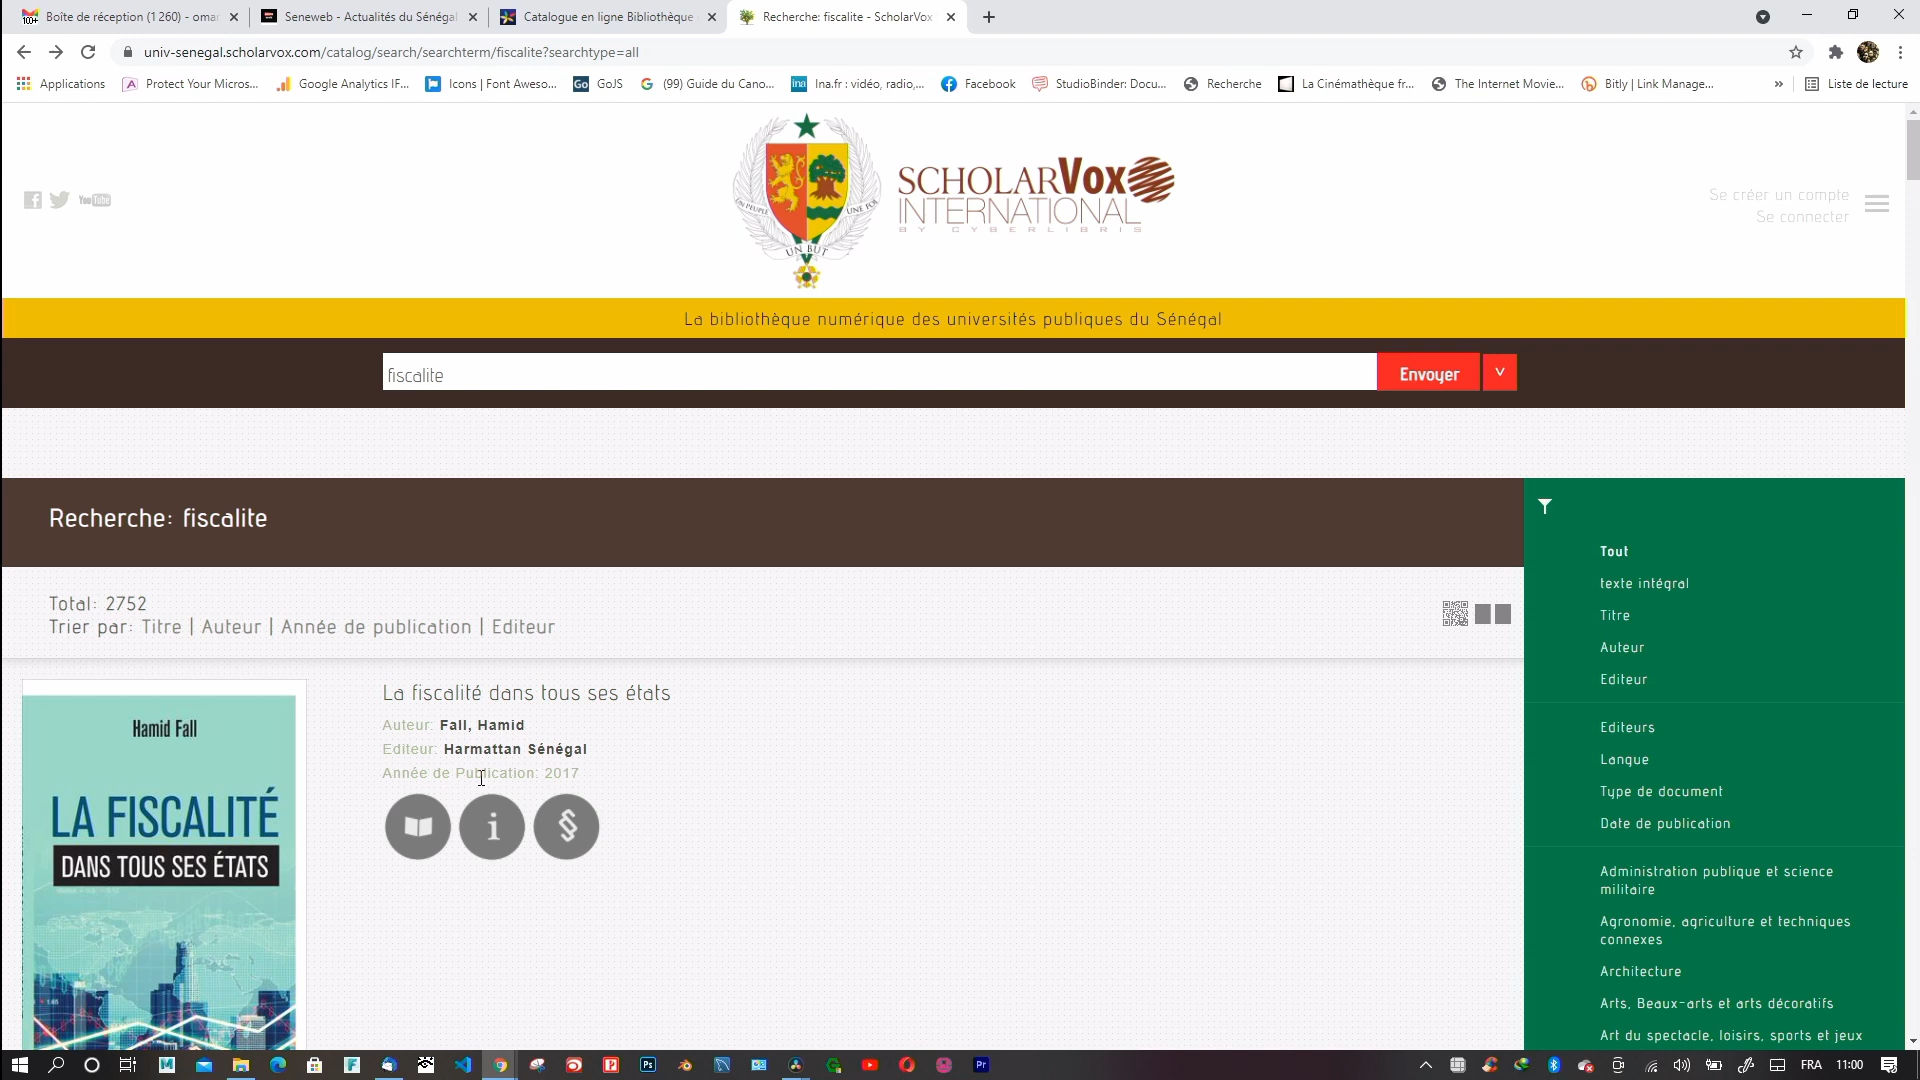 Boîte de réception (1 260) - omar
Seneweb - Actualités du Sénégal
Catalogue en ligne Bibliothèque
Recherche: fiscalite - ScholarVox
univ-senegal.scholarvox.com/catalog/search/searchterm/fiscalite?searchtype=all
Applications
Protect Your Micros...
Google Analytics IF...
Icons | Font Aweso...
GoJS
(99) Guide du Cano...
Ina.fr : vidéo, radio,...
Facebook
StudioBinder: Docu...
Recherche
La Cinémathèque fr...
The Internet Movie...
Bitly | Link Manage...
»
Liste de lecture
UN PEUPLE
UNE FOI
UN BUT
SCHOLARVOX
INTERNATIONAL
BY CYBERLIBRIS
You Tube
Se créer un compte
Se connecter
La bibliothèque numérique des universités publiques du Sénégal
fiscalite
Envoyer
Recherche: fiscalite
Total: 2752
Trier par: Titre | Auteur | Année de publication | Editeur
Hamid Fall
LA FISCALITÉ
DANS TOUS SES ÉTATS
La fiscalité dans tous ses états
Auteur: Fall, Hamid
Editeur: Harmattan Sénégal
Année de Publication: 2017
Tout
texte intégral
Titre
Auteur
Editeur
Editeurs
Langue
Type de document
Date de publication
Administration publique et science
militaire
Agronomie, agriculture et techniques
connexes
Architecture
Arts, Beaux-arts et arts décoratifs
Art du spectacle, loisirs, sports et jeux
FRA
11:00